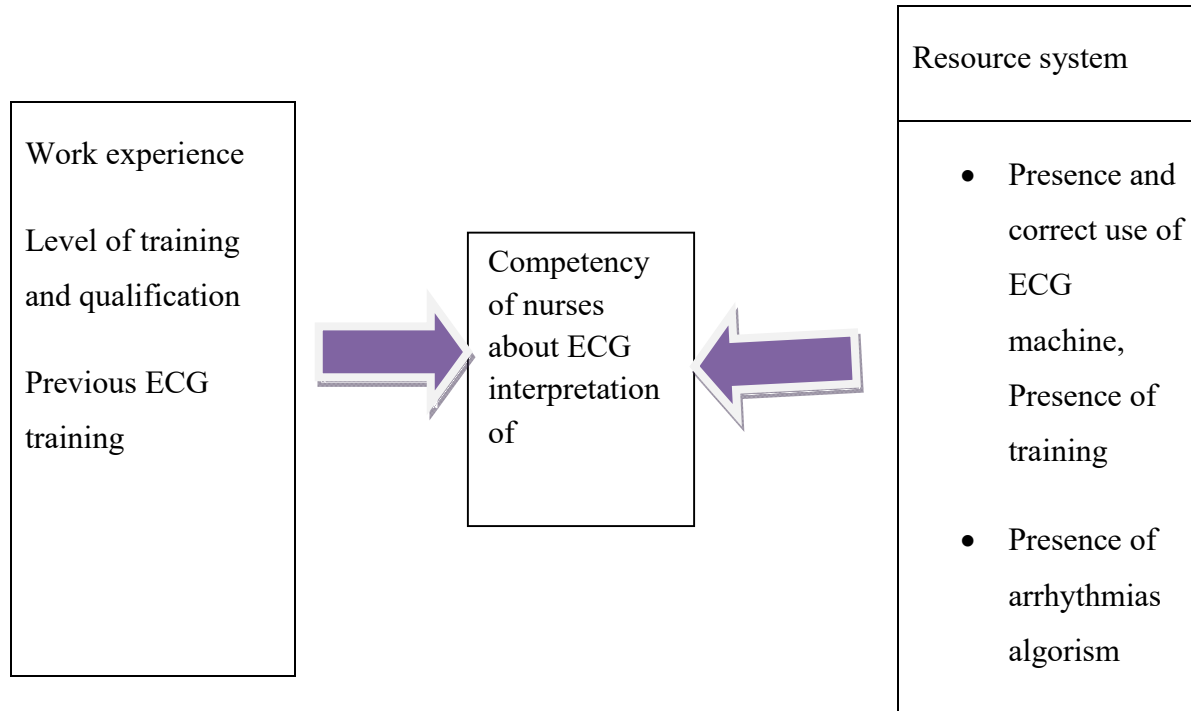 Work experience
Level of training
and qualification
Previous ECG
training
Competency
of nurses
about ECG
interpretation
of
Resource system
• Presence and
correct use of
ECG
machine,
Presence of
training
• Presence of
arrhythmias
algorism